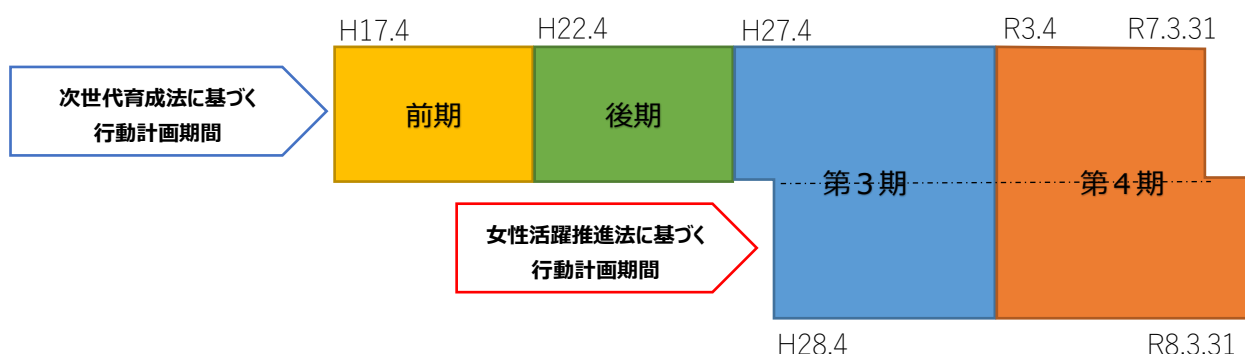 H17.4
H22.4
H27.4
R3.4
R7.3.31
次世代育成法に基づく
行動計画期間
前期
後期
第３期
第４期
女性活躍推進法に基づく
行動計画期間
H28.4
R8.3.31